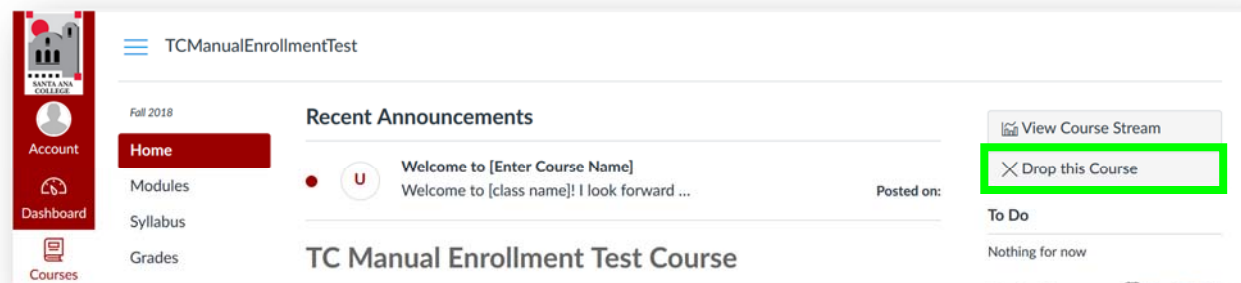 SANTA ANA
COLLEGE
Account
Dashboard
Courses
TCManualEnrollmentTest
Fall 2018
Home
Modules
Syllabus
Grades
Recent Announcements
U
Welcome to [Enter Course Name]
Welcome to [class name]! I look forward ...
Posted on:
TC Manual Enrollment Test Course
View Course Stream
Drop this Course
To Do
Nothing for now